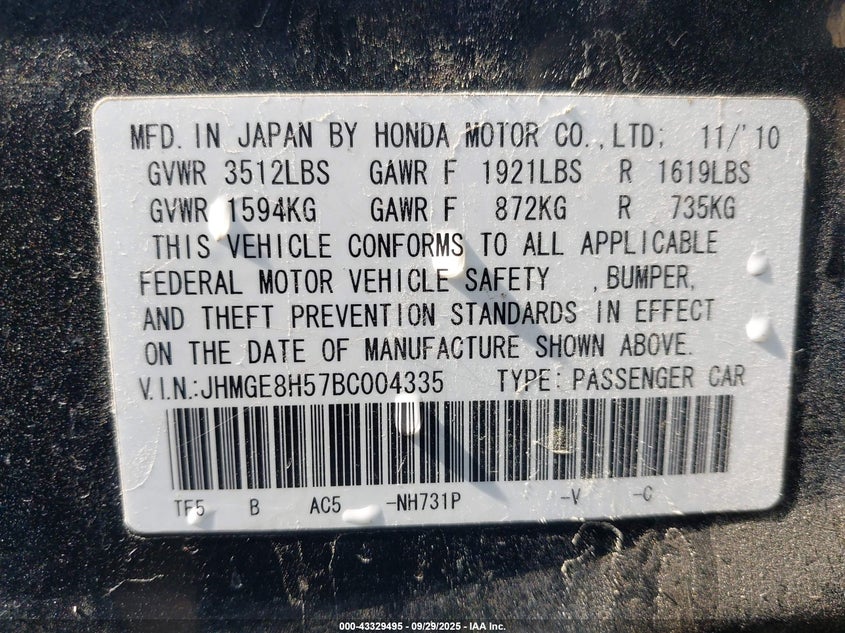 MFD. IN JAPAN BY HONDA MOTOR CO.,LTD; 11/'10
GVWR 3512LBS GAWR F 1921LBS R 1619LBS
GVWR 1594KG GAWR F 872KG R 735KG
THIS VEHICLE CONFORMS TO ALL APPLICABLE
FEDERAL MOTOR VEHICLE SAFETY ,BUMPER,
AND THEFT PREVENTION STANDARDS IN EFFECT
ON THE DATE OF MANUFACTURE SHOWN ABOVE.
V.I.N.:JHMGE8H57BC004335 TYPE: PASSENGER CAR
TF5 B AC5 -NH731P -V -C
000-43329495 - 09/29/2025 - IAA Inc.